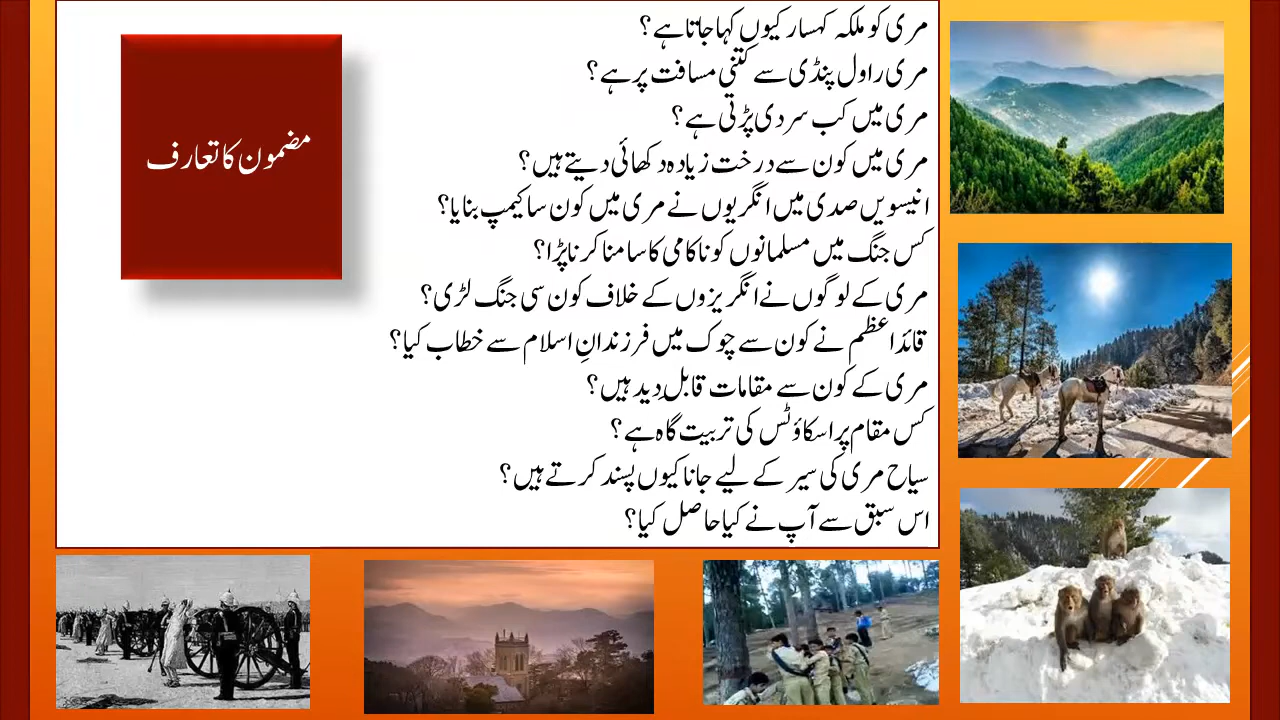 مضمون کا تعارف
مری کو ملکہ کہسار کیوں کہا جاتا ہے؟
مری راول پنڈی سے کتنی مسافت پر ہے؟
مری میں کب سردی پڑتی ہے؟
مری میں کون سے درخت زیادہ دکھائی دیتے ہیں؟
انیسویں صدی میں انگریوں نے مری میں کون سا کیمپ بنایا؟
کس جنگ میں مسلمانوں کو ناکامی کا سامنا کرنا پڑا؟
مری کے لوگوں نے انگریزوں کے خلاف کون سی جنگ لڑی؟
قائداعظم نے کون سے چوک میں فرزندانِ اسلام سے خطاب کیا؟
مری کے کون سے مقامات قابل دید ہیں؟
کس مقام پر اسکاؤٹس کی تربیت گاہ ہے؟
سیاح مری کی سیر کے لیے جانا کیوں پسند کرتے ہیں؟
اس سبق سے آپ نے کیا حاصل کیا؟